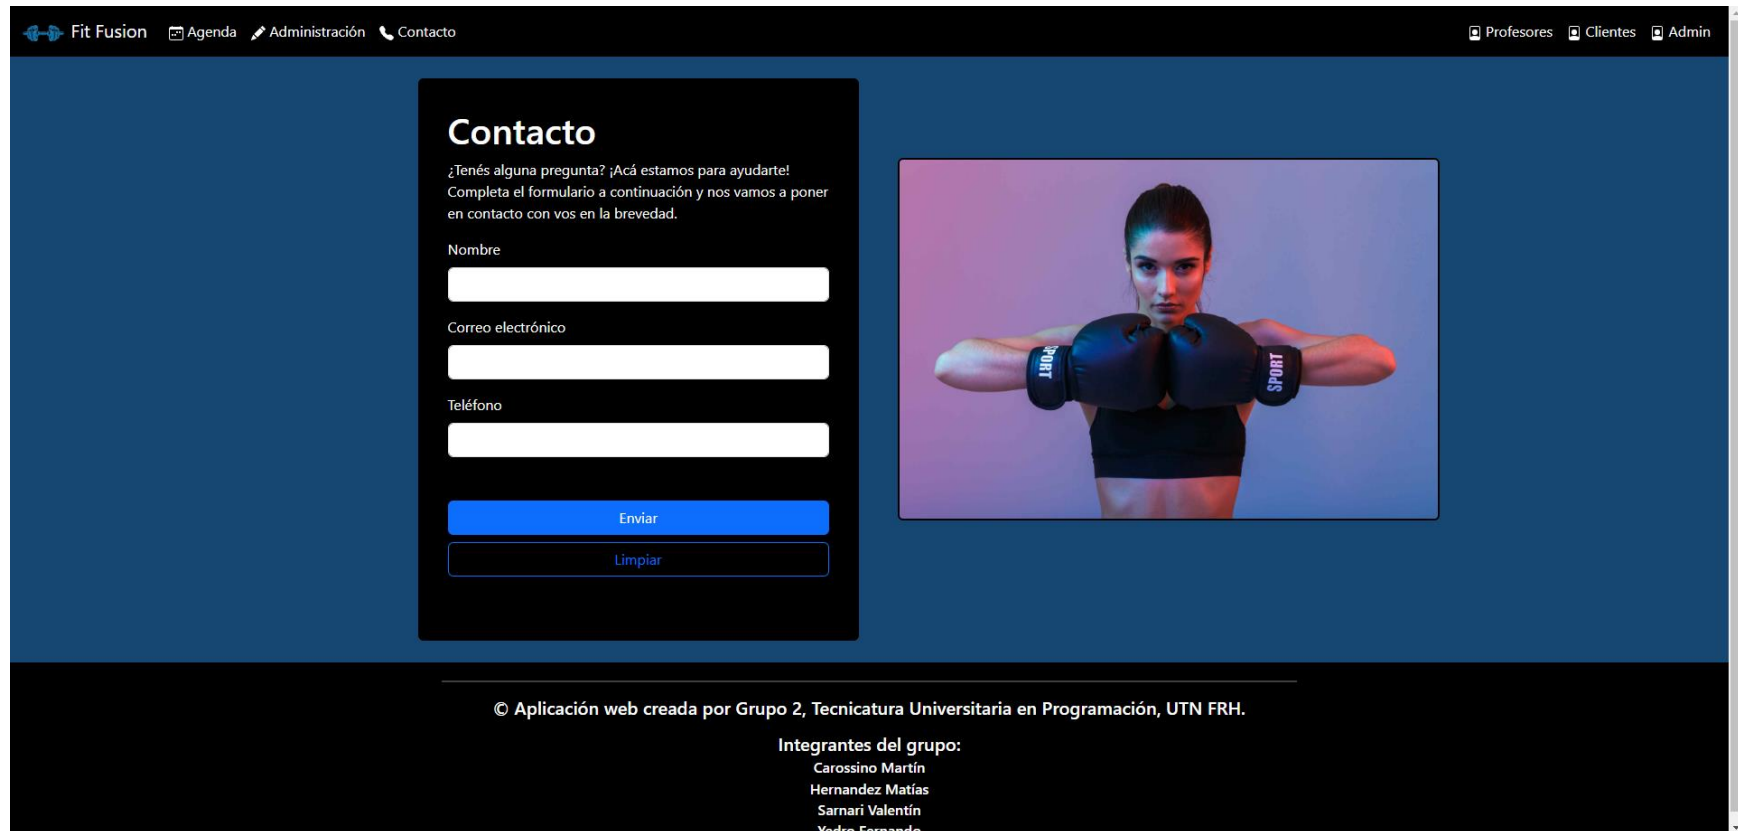 Fit Fusion Agenda Administración Contacto Profesores Clientes Admin
Contacto
¿Tenés alguna pregunta? ¡Acá estamos para ayudarte!
Completa el formulario a continuación y nos vamos a poner
en contacto con vos en la brevedad.
Nombre
Correo electrónico
Teléfono
Enviar
Limpiar
SPORT
SPORT
© Aplicación web creada por Grupo 2, Tecnicatura Universitaria en Programación, UTN FRH.
Integrantes del grupo:
Carossino Martín
Hernandez Matías
Sarnari Valentín
Yedro Fernando